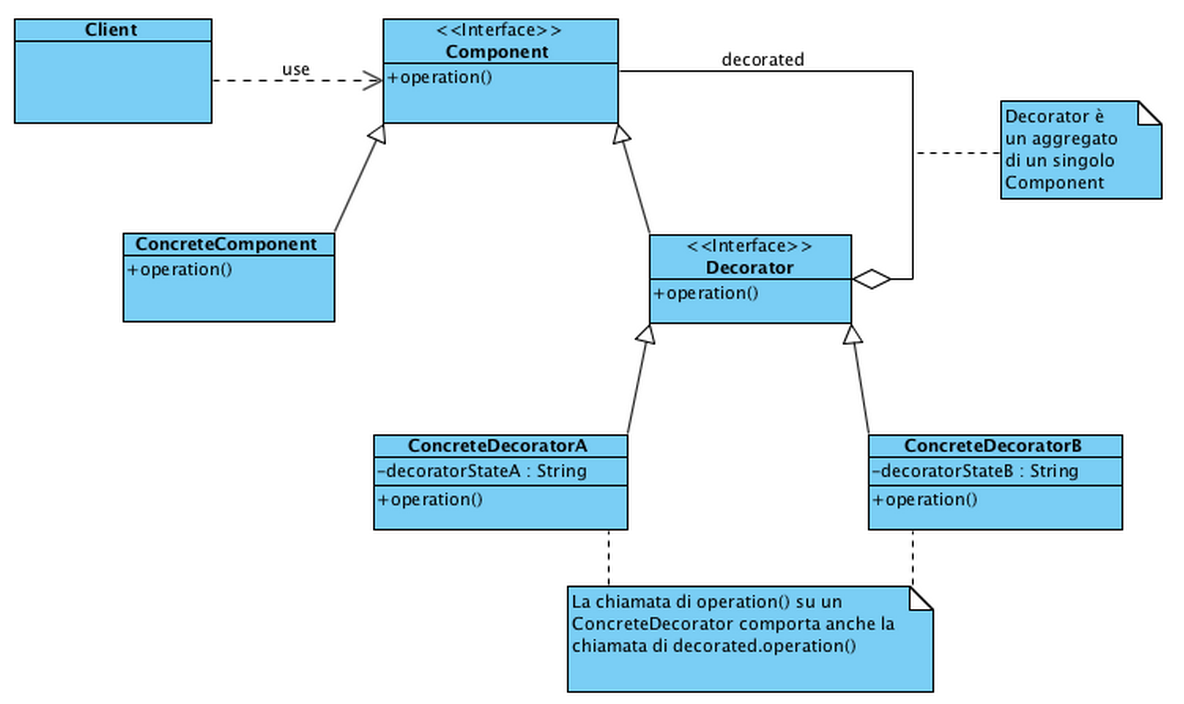 Client
<<Interface>>
Component
+operation()
use
decorated
Decorator è
un aggregato
di un singolo
Component
ConcreteComponent
+operation()
<<Interface>>
Decorator
+operation()
ConcreteDecoratorA
-decoratorStateA : String
+operation()
ConcreteDecoratorB
-decoratorStateB : String
+operation()
La chiamata di operation() su un
ConcreteDecorator comporta anche la
chiamata di decorated.operation()